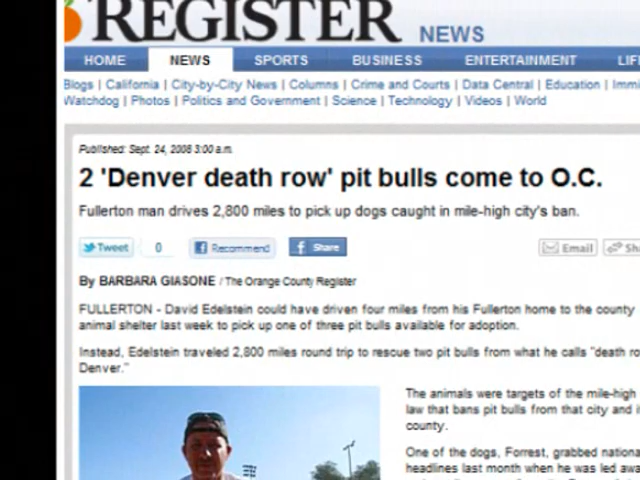 REGISTER NEWS
HOME NEWS SPORTS BUSINESS ENTERTAINMENT
Blogs | California | City-by-City News | Columns | Crime and Courts | Data Central | Education |
Watchdog | Photos | Politics and Government | Science | Technology | Videos | World
Published: Sept. 24, 2008 3:00 a.m.
2 'Denver death row' pit bulls come to O.C.
Fullerton man drives 2,800 miles to pick up dogs caught in mile-high city's ban.
Tweet 0 Recommend Share Email
By BARBARA GIASONE / The Orange County Register
FULLERTON - David Edelstein could have driven four miles from his Fullerton home to the county
animal shelter last week to pick up one of three pit bulls available for adoption.
Instead, Edelstein traveled 2,800 miles round trip to rescue two pit bulls from what he calls "death
Denver."
The animals were targets of the mile-high
law that bans pit bulls from that city and
county.
One of the dogs, Forrest, grabbed
headlines last month when he was led